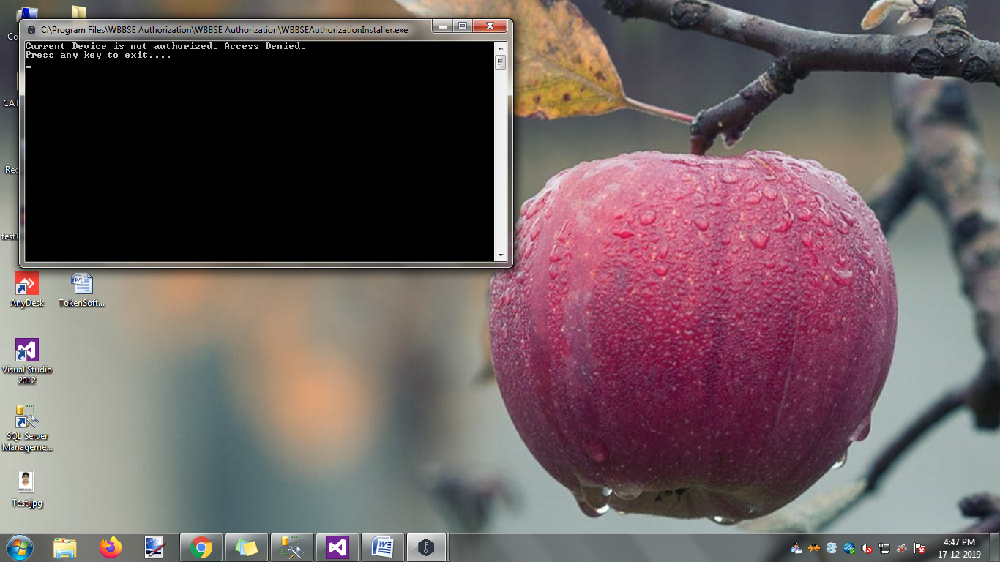 C:\Program Files\WBBSE Authorization\WBBSE Authorization\WBBSEAuthorizationInstaller.exe
Current Device is not authorized. Access Denied.
Press any key to exit....
Co
CAT
Rec
test1
AnyDesk
TokenSoft...
Visual Studio
2012
SQL Server
Manageme...
Test.jpg
4:47 PM
17-12-2019